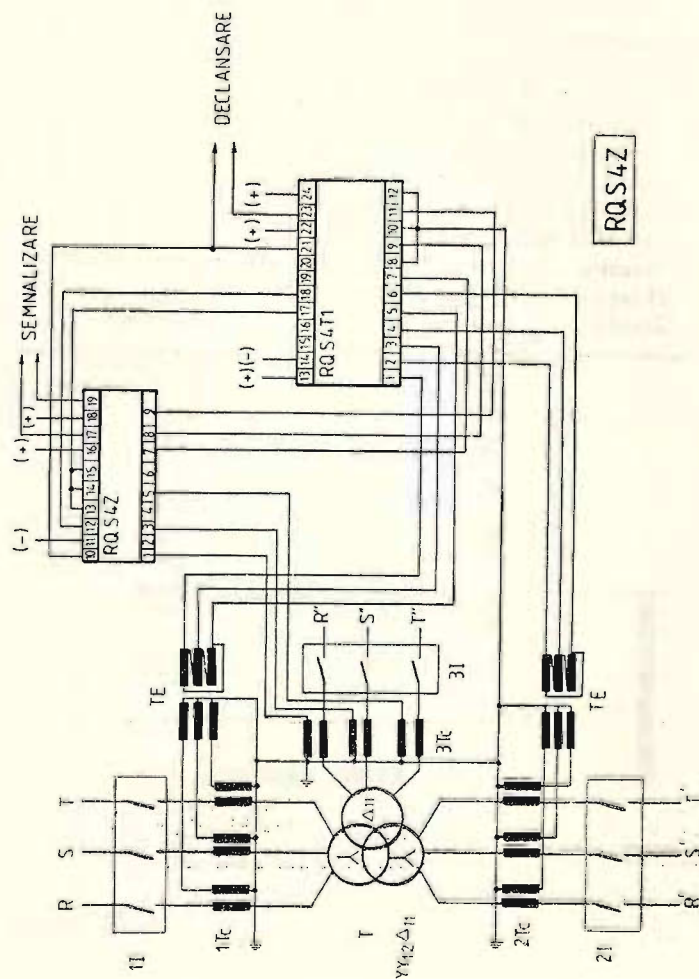 SEMNALIZARE
DECLANSARE
(-)
(+)
(+)
10 11 12 13 14 15 16 17 18 19
RQS4Z
1 2 3 4 5 6 7 8 9
(+)(-)
(+)
(+)
13 14 15 16 17 18 19 20 21 22 23 24
RQS4T1
1 2 3 4 5 6 7 8 9 10 11 12
TE
R" S" T"
3I
3Tc
TE
R S T
1I
1Tc
Y Y Δ11
T
YY12Δ11
2Tc
2I
R' S' T'
RQS4Z